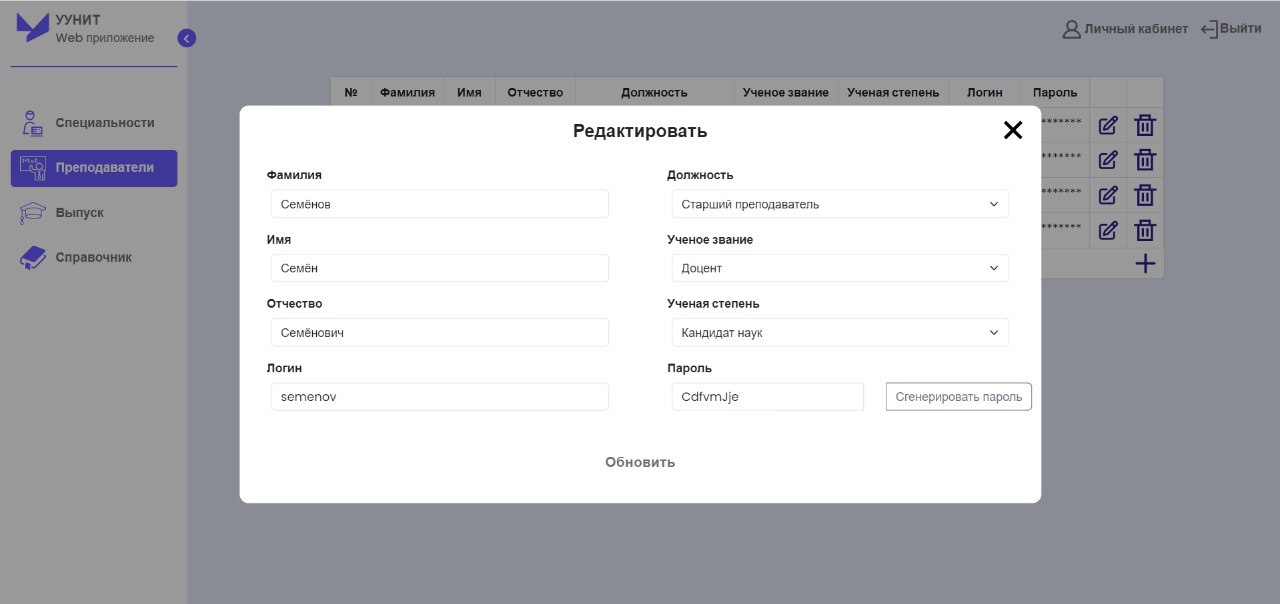 УУНИТ
Web приложение
Личный кабинет Выйти
Специальности
Преподаватели
Выпуск
Справочник
№ Фамилия Имя Отчество Должность Ученое звание Ученая степень Логин Пароль
*******
*******
*******
*******
Редактировать
Фамилия Должность
Семёнов Старший преподаватель
Имя Ученое звание
Семён Доцент
Отчество Ученая степень
Семёнович Кандидат наук
Логин Пароль
semenov CdfvmJje Сгенерировать пароль
Обновить